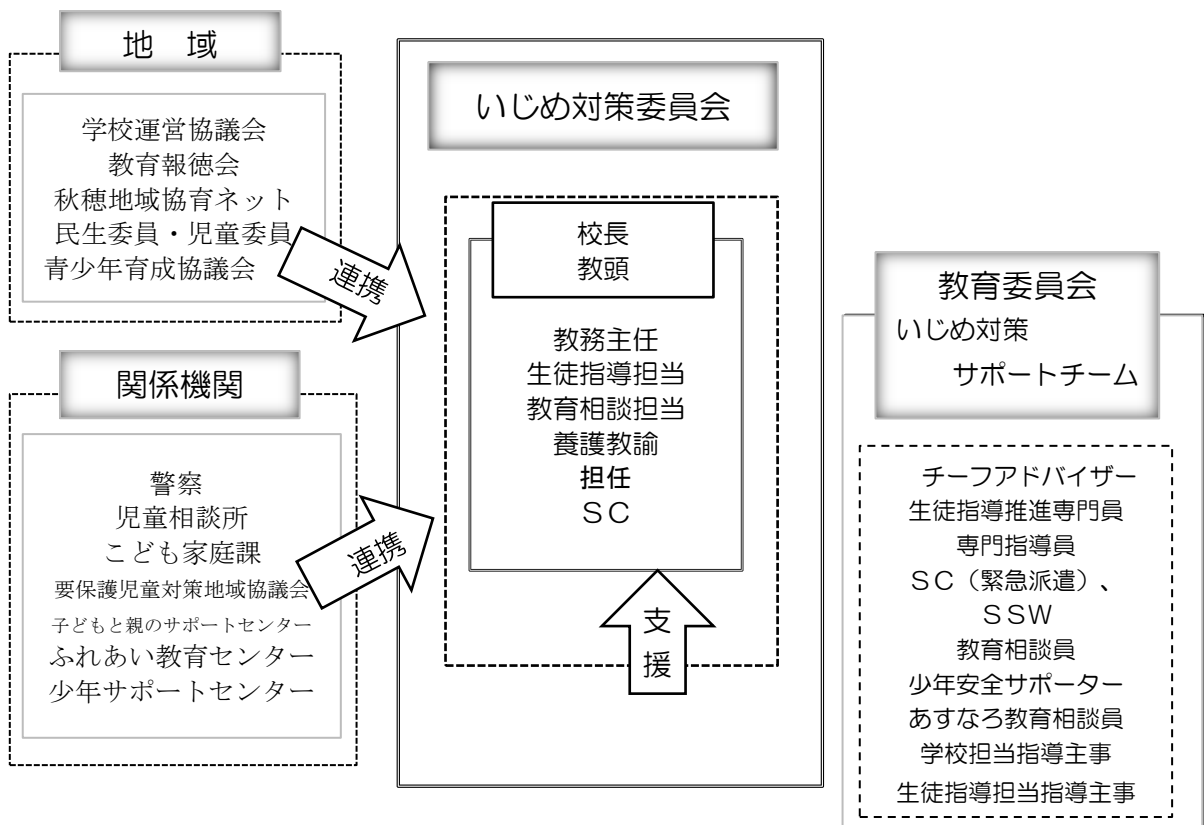 地　域
学校運営協議会
教育報徳会
秋穂地域協育ネット
民生委員・児童委員
青少年育成協議会
連携
関係機関
警察
児童相談所
こども家庭課
要保護児童対策地域協議会
子どもと親のサポートセンター
ふれあい教育センター
少年サポートセンター
連携
いじめ対策委員会
校長
教頭
教務主任
生徒指導担当
教育相談担当
養護教諭
担任
ＳＣ
支援
教育委員会
いじめ対策
サポートチーム
チーフアドバイザー
生徒指導推進専門員
専門指導員
ＳＣ（緊急派遣）、
ＳＳＷ
教育相談員
少年安全サポーター
あすなろ教育相談員
学校担当指導主事
生徒指導担当指導主事